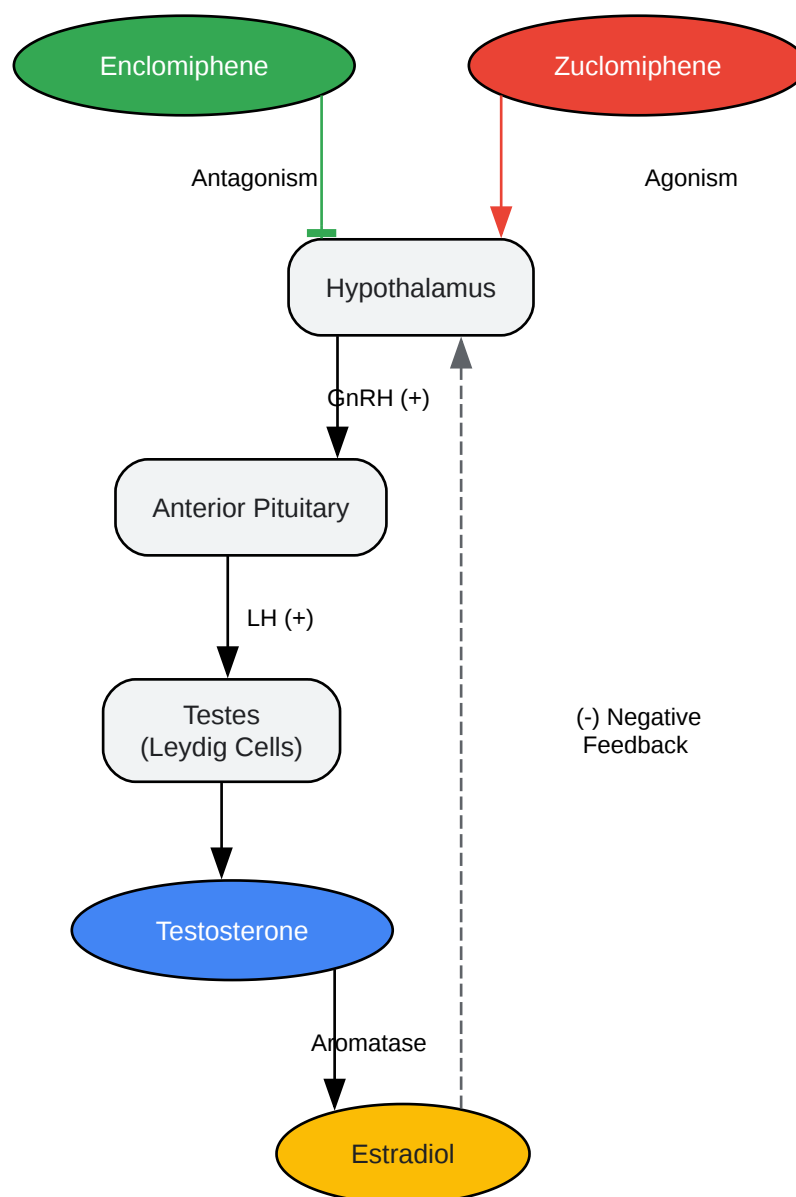 Enclomiphene
Zuclomiphene
Antagonism
Agonism
Hypothalamus
GnRH (+)
Anterior Pituitary
LH (+)
Testes
(Leydig Cells)
(-) Negative
Feedback
Testosterone
Aromatase
Estradiol